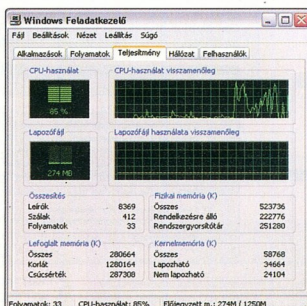 Windows Feladatkezelő
Fájl Beállítások Nézet Leállítás Súgó
Alkalmazások Folyamatok Teljesítmény Hálózat Felhasználók
CPU-használat CPU-használat visszamenőleg
85 %
Lapozófájl Lapozófájl használata visszamenőleg
274 MB
Összesítés
Leírók 8369
Szálak 412
Folyamatok 33
Fizikai memória (K)
Összes 523736
Rendelkezésre álló 222776
Rendszergyorsítótár 251280
Lefoglalt memória (K)
Összes 280664
Korlát 1280164
Csúcsérték 287308
Kernelmemória (K)
Összes 58768
Lapozható 34664
Nem lapozható 24104
Folyamatok: 33 CPU-használat: 85% Előjegyzett m.: 274M / 1250M